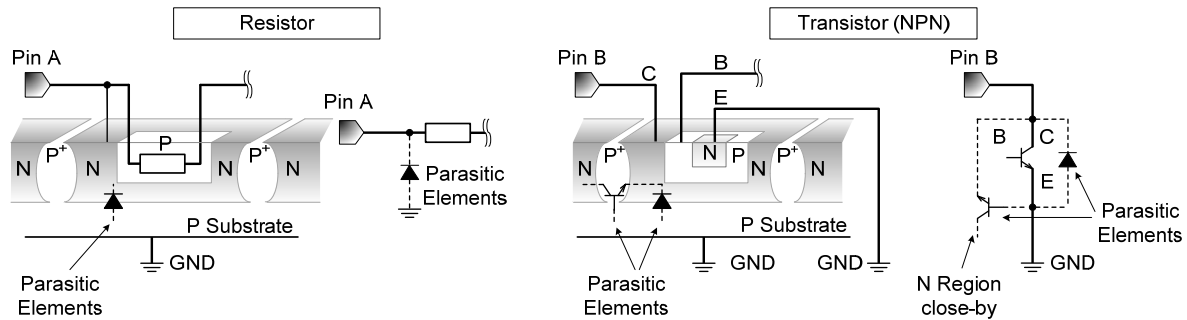 Resistor
Pin A
N
P+
N
P
P+
N
N
P Substrate
GND
Parasitic
Elements
Pin A
Parasitic
Elements
Transistor (NPN)
Pin B
C
B
E
N
P+
N
N
P
P+
N
N
P Substrate
GND
GND
Parasitic
Elements
Pin B
B
C
E
Parasitic
Elements
GND
N Region
close-by